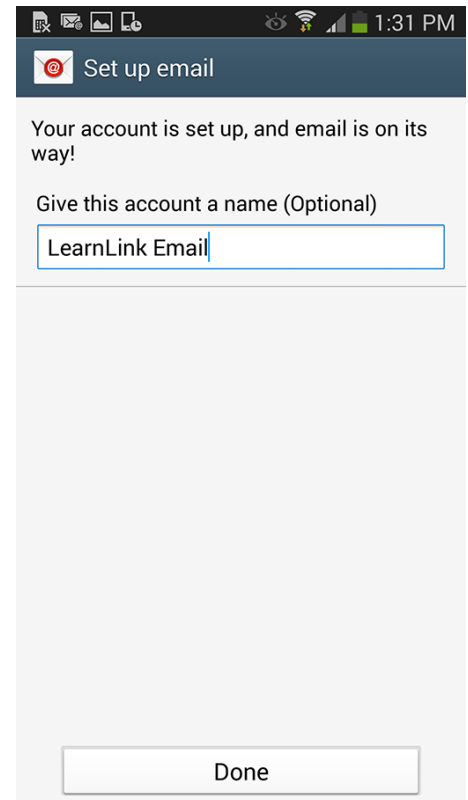 1:31 PM
Set up email
Your account is set up, and email is on its
way!
Give this account a name (Optional)
LearnLink Email
Done